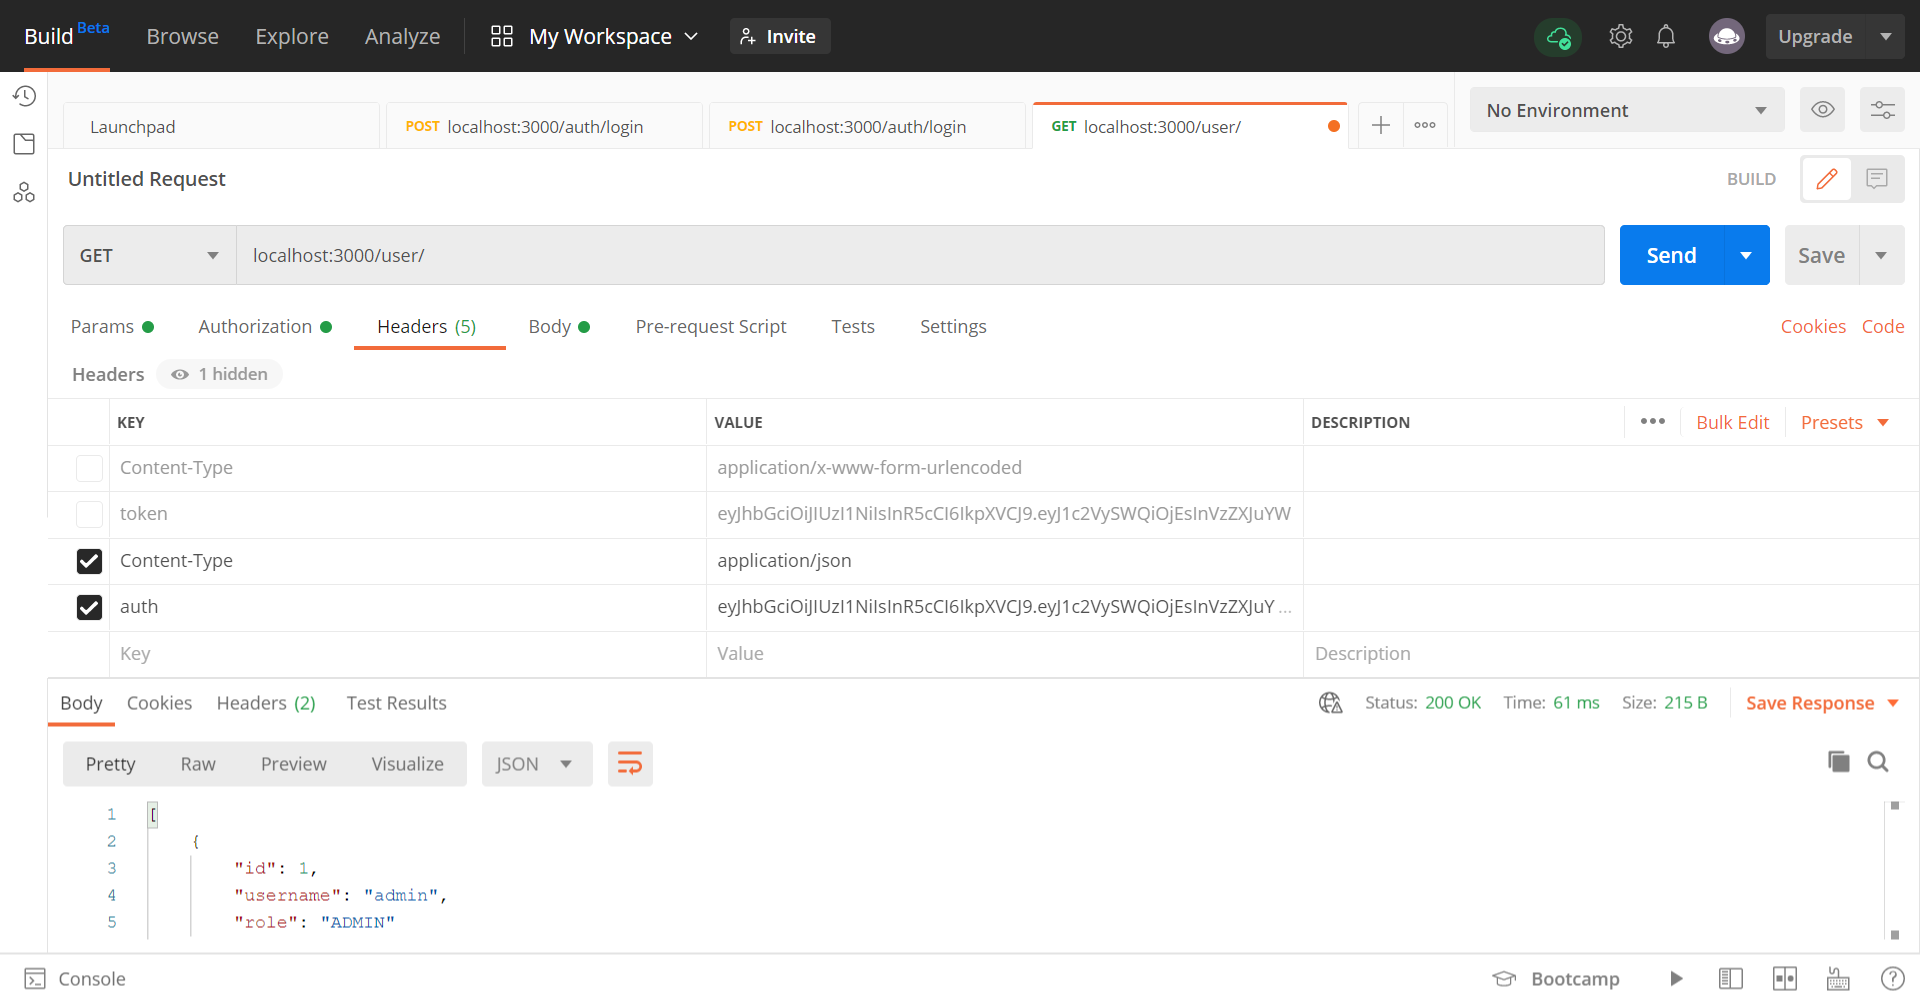 Build Beta Browse Explore Analyze My Workspace Invite Upgrade
Launchpad POST localhost:3000/auth/login POST localhost:3000/auth/login GET localhost:3000/user/ No Environment
Untitled Request BUILD
GET localhost:3000/user/ Send Save
Params Authorization Headers (5) Body Pre-request Script Tests Settings Cookies Code
Headers 1 hidden
KEY VALUE DESCRIPTION Bulk Edit Presets
Content-Type application/x-www-form-urlencoded
token eyJhbGciOiJIUzI1NiIsInR5cCI6IkpXVCJ9.eyJ1c2VySWQiOjEsInVzZXJuYW
Content-Type application/json
auth eyJhbGciOiJIUzI1NiIsInR5cCI6IkpXVCJ9.eyJ1c2VySWQiOjEsInVzZXJuY ...
Key Value Description
Body Cookies Headers (2) Test Results Status: 200 OK Time: 61 ms Size: 215 B Save Response
Pretty Raw Preview Visualize JSON
1 [
2 {
3 "id": 1,
4 "username": "admin",
5 "role": "ADMIN"
Console Bootcamp